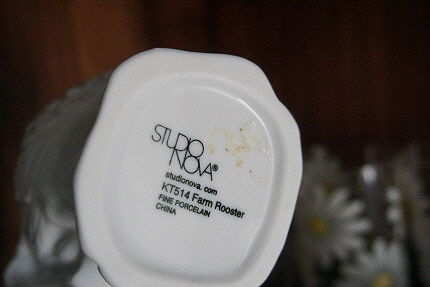 STUDIO
NOVA®
studionova.com
KT514 Farm Rooster
FINE PORCELAIN
CHINA